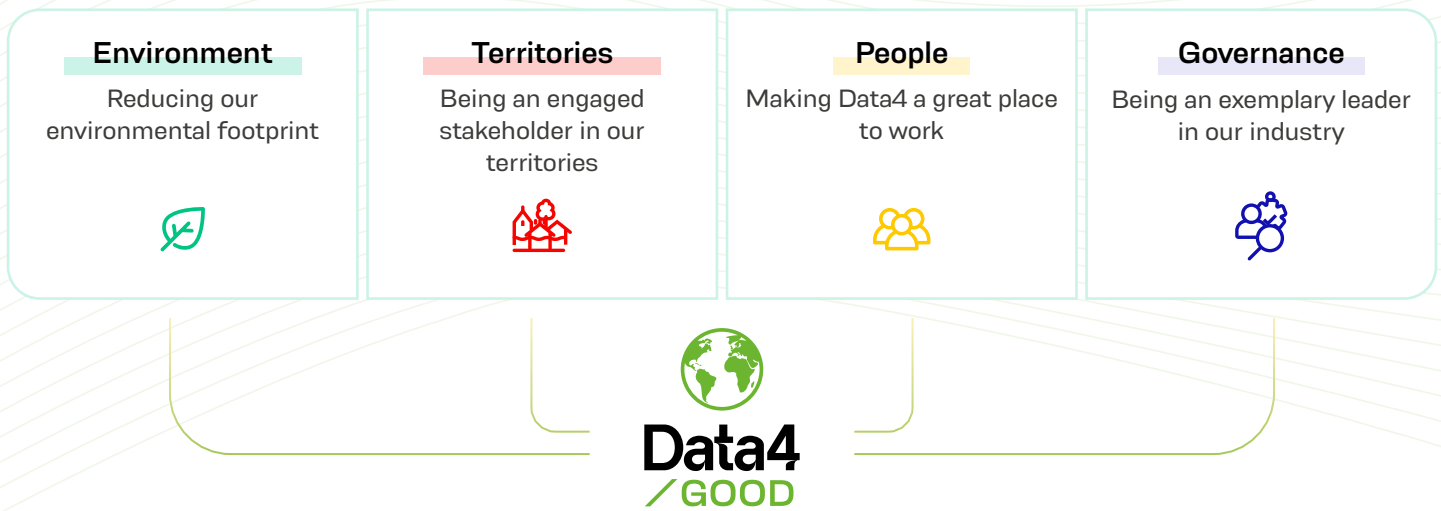 Environment
Reducing our
environmental footprint
Territories
Being an engaged
stakeholder in our
territories
People
Making Data4 a great place
to work
Governance
Being an exemplary leader
in our industry
Data4
/GOOD